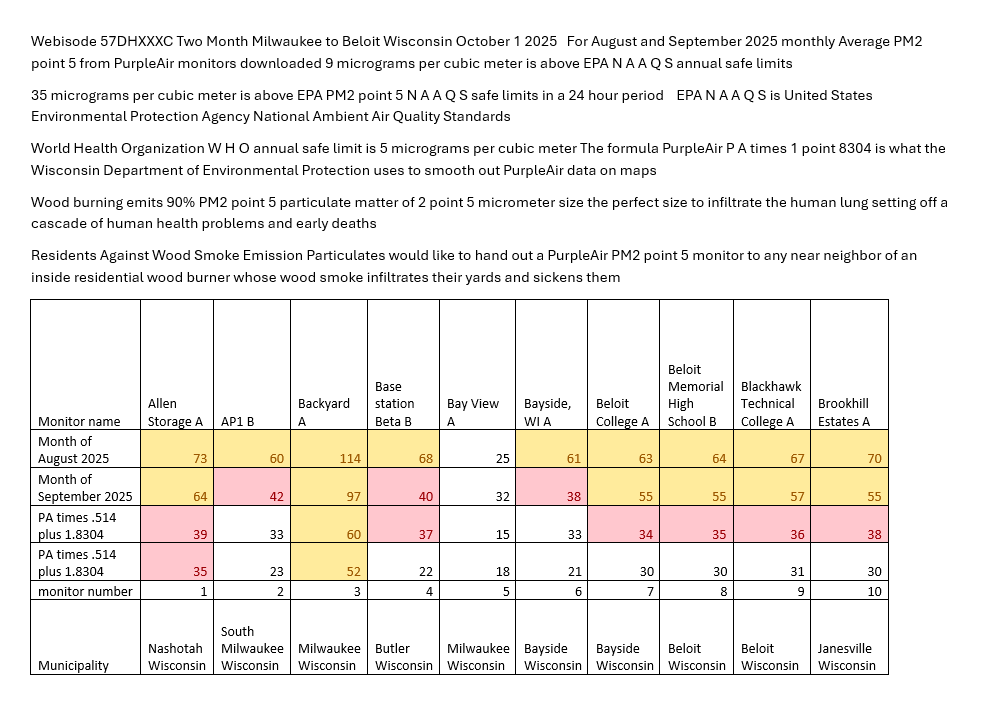 Webisode 57DHXXXC Two Month Milwaukee to Beloit Wisconsin October 1 2025   For August and September 2025 monthly Average PM2
point 5 from PurpleAir monitors downloaded 9 micrograms per cubic meter is above EPA N A A Q S annual safe limits
35 micrograms per cubic meter is above EPA PM2 point 5 N A A Q S safe limits in a 24 hour period    EPA N A A Q S is United States
Environmental Protection Agency National Ambient Air Quality Standards
World Health Organization W H O annual safe limit is 5 micrograms per cubic meter The formula PurpleAir P A times 1 point 8304 is what the
Wisconsin Department of Environmental Protection uses to smooth out PurpleAir data on maps
Wood burning emits 90% PM2 point 5 particulate matter of 2 point 5 micrometer size the perfect size to infiltrate the human lung setting off a
cascade of human health problems and early deaths
Residents Against Wood Smoke Emission Particulates would like to hand out a PurpleAir PM2 point 5 monitor to any near neighbor of an
inside residential wood burner whose wood smoke infiltrates their yards and sickens them
Monitor name Allen Storage A AP1 B Backyard A Base station Beta B Bay View A Bayside, WI A Beloit College A Beloit Memorial High School B Blackhawk Technical College A Brookhill Estates A
Month of August 2025 73 60 114 68 25 61 63 64 67 70
Month of September 2025 64 42 97 40 32 38 55 55 57 55
PA times .514 plus 1.8304 39 33 60 37 15 33 34 35 36 38
PA times .514 plus 1.8304 35 23 52 22 18 21 30 30 31 30
monitor number 1 2 3 4 5 6 7 8 9 10
Municipality Nashotah Wisconsin South Milwaukee Wisconsin Milwaukee Wisconsin Butler Wisconsin Milwaukee Wisconsin Bayside Wisconsin Bayside Wisconsin Beloit Wisconsin Beloit Wisconsin Janesville Wisconsin